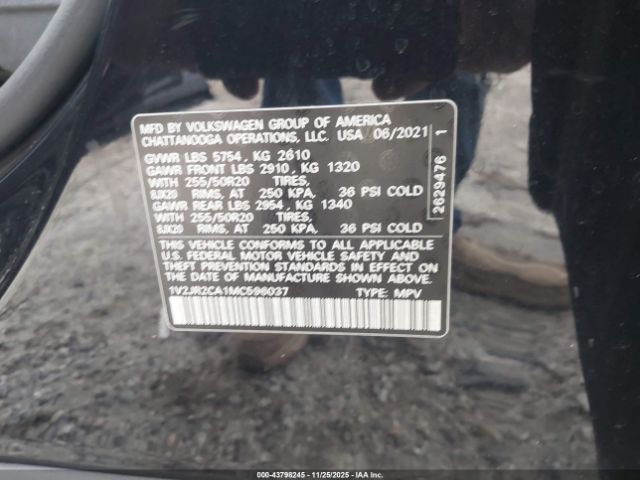 MFD BY VOLKSWAGEN GROUP OF AMERICA
CHATTANOOGA OPERATIONS, LLC. USA 06/2021
GVWR LBS 5754, KG 2610
GAWR FRONT LBS 2910, KG 1320
WITH 255/50R20 TIRES,
8JX20 RIMS, AT 250 KPA, 36 PSI COLD
GAWR REAR LBS 2954, KG 1340
WITH 255/50R20 TIRES,
8JX20 RIMS, AT 250 KPA, 36 PSI COLD
THIS VEHICLE CONFORMS TO ALL APPLICABLE
U.S. FEDERAL MOTOR VEHICLE SAFETY AND
THEFT PREVENTION STANDARDS IN EFFECT ON
THE DATE OF MANUFACTURE SHOWN ABOVE.
1V2JR2CA1MC596037 TYPE: MPV
2629476 1
000-43798245 - 11/25/2025 - IAA Inc.